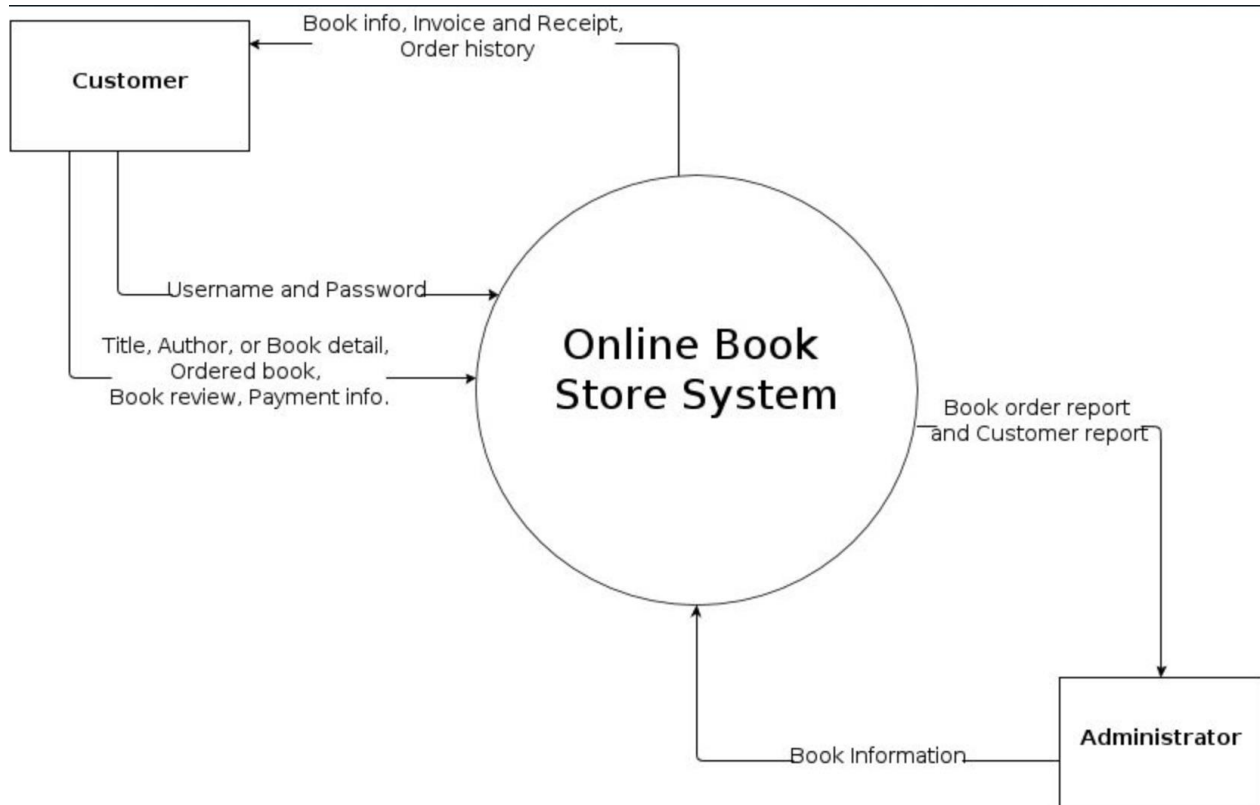 Book info, Invoice and Receipt,
Order history
Customer
Username and Password
Title, Author, or Book detail,
Ordered book,
Book review, Payment info.
Online Book
Store System
Book order report
and Customer report
Administrator
Book Information